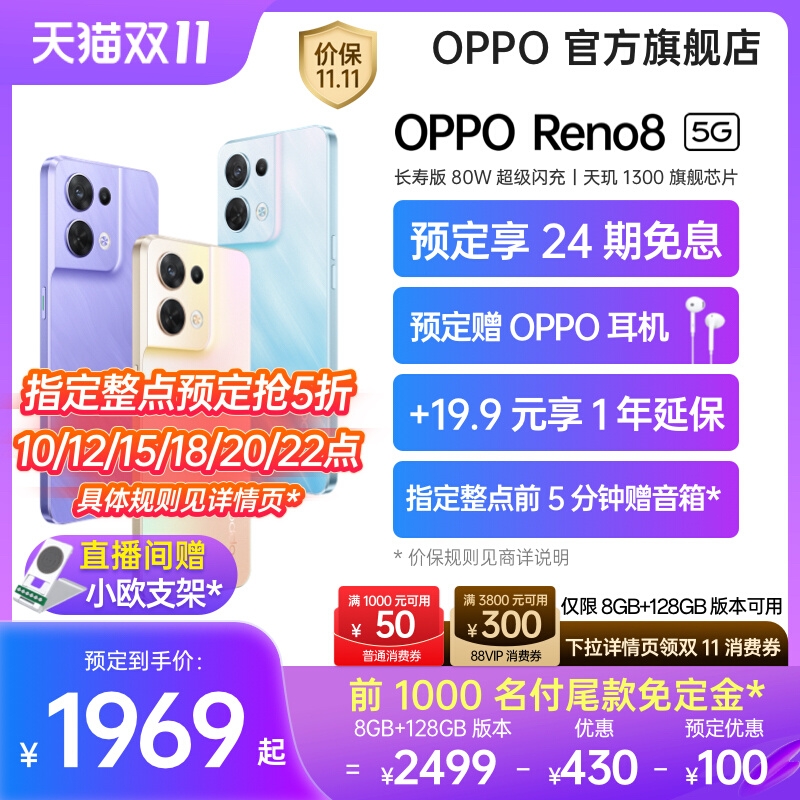 天猫双11
价保
11.11
OPPO 官方旗舰店
OPPO Reno8 5G
长寿版 80W 超级闪充 | 天玑 1300 旗舰芯片
预定享 24 期免息
预定赠 OPPO 耳机
+19.9 元享 1 年延保
指定整点前 5 分钟赠音箱*
* 价保规则见商详说明
指定整点预定抢5折
10/12/15/18/20/22点
具体规则见详情页*
直播间赠
小欧支架*
满 1000 元可用
¥ 50
普通消费券
满 3800 元可用
¥ 300
88VIP 消费券
仅限 8GB+128GB 版本可用
下拉详情页领双 11 消费券
预定到手价：
¥ 1969 起
前 1000 名付尾款免定金*
8GB+128GB 版本 优惠 预定优惠
= ¥2499 - ¥430 - ¥100